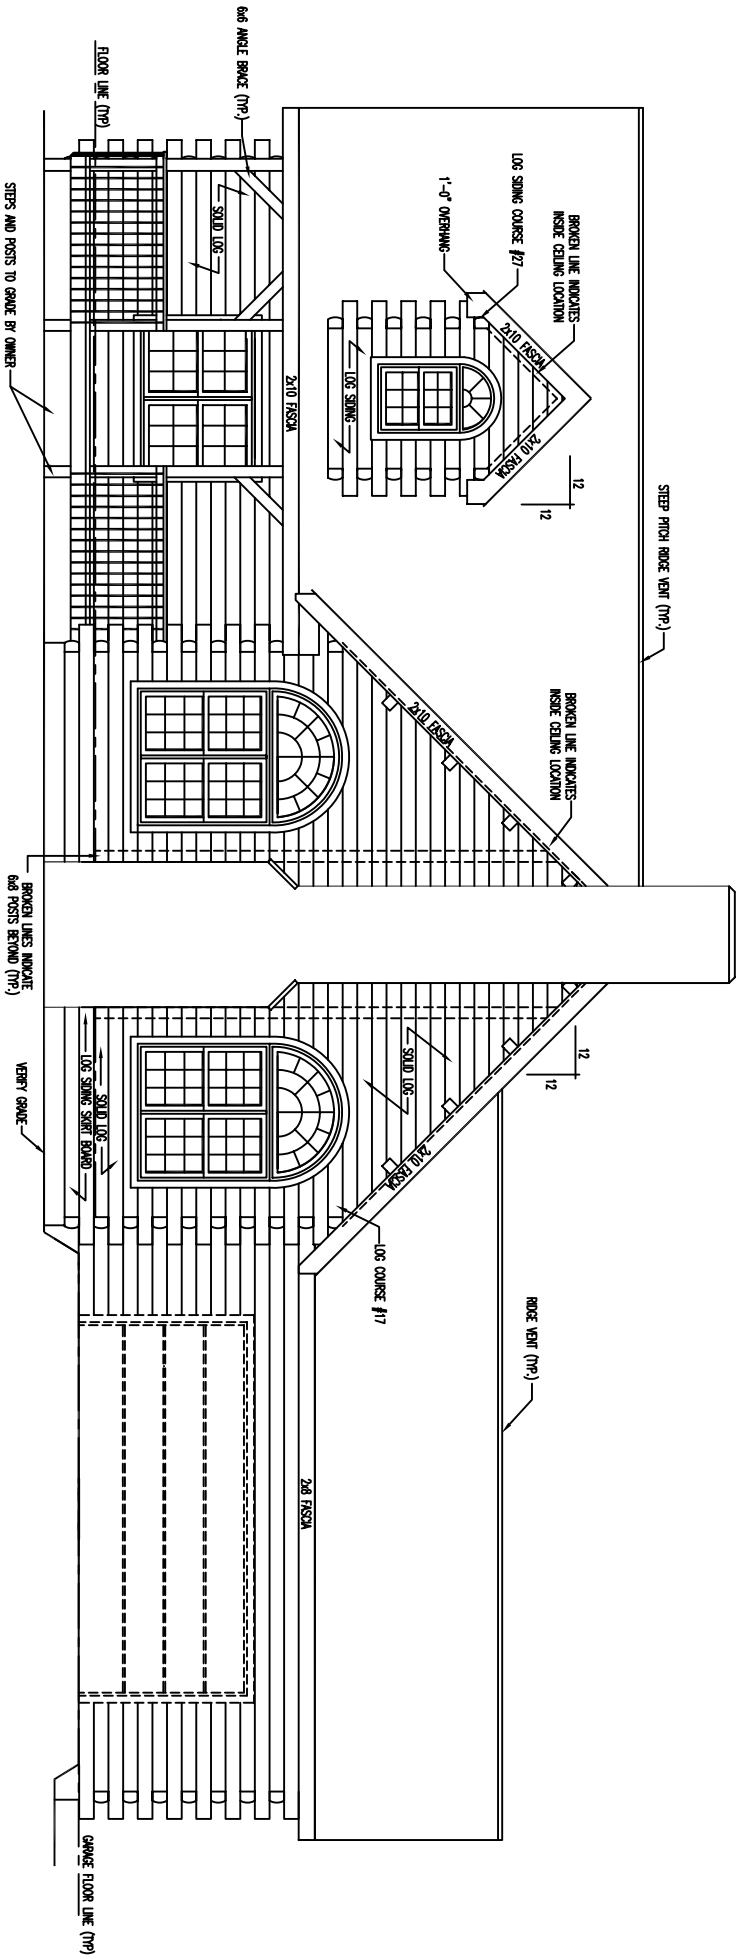 STEEP PITCH RIDGE VENT (TYP.)
BROKEN LINE INDICATES
INSIDE CEILING LOCATION
LOG SIDING COURSE #27
1'-0" OVERHANG
2x10 FASCIA
2x10 FASCIA
12
12
LOG SIDING
BROKEN LINE INDICATES
INSIDE CEILING LOCATION
2x10 FASCIA
12
12
SOLID LOG
2x10 FASCIA
RIDGE VENT (TYP.)
LOG COURSE #17
6x6 ANGLE BRACE (TYP.)
SOLID LOG
2x10 FASCIA
2x8 FASCIA
FLOOR LINE (TYP)
SOLID LOG
LOG SIDING SKIRT BOARD
GARAGE FLOOR LINE (TYP)
STEPS AND POSTS TO GRADE BY OWNER
BROKEN LINES INDICATE
6x8 POSTS BEYOND (TYP.)
VERIFY GRADE